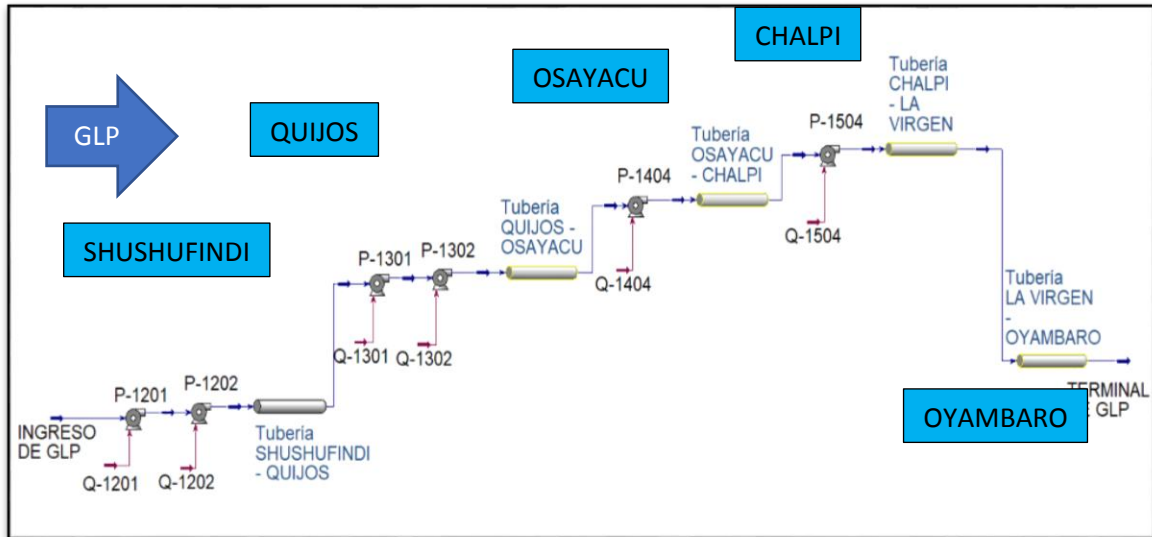 CHALPI
OSAYACU
GLP
QUIJOS
SHUSHUFINDI
Tubería
CHALPI
- LA
VIRGEN
P-1504
Tubería
OSAYACU
- CHALPI
P-1404
Q-1504
Tubería
QUIJOS -
OSAYACU
P-1301
P-1302
Q-1404
Tubería
LA VIRGEN
-
OYAMBARO
Q-1301
Q-1302
P-1201
P-1202
INGRESO
DE GLP
Tubería
SHUSHUFINDI
- QUIJOS
Q-1201
Q-1202
TERMINAL
GLP
OYAMBARO